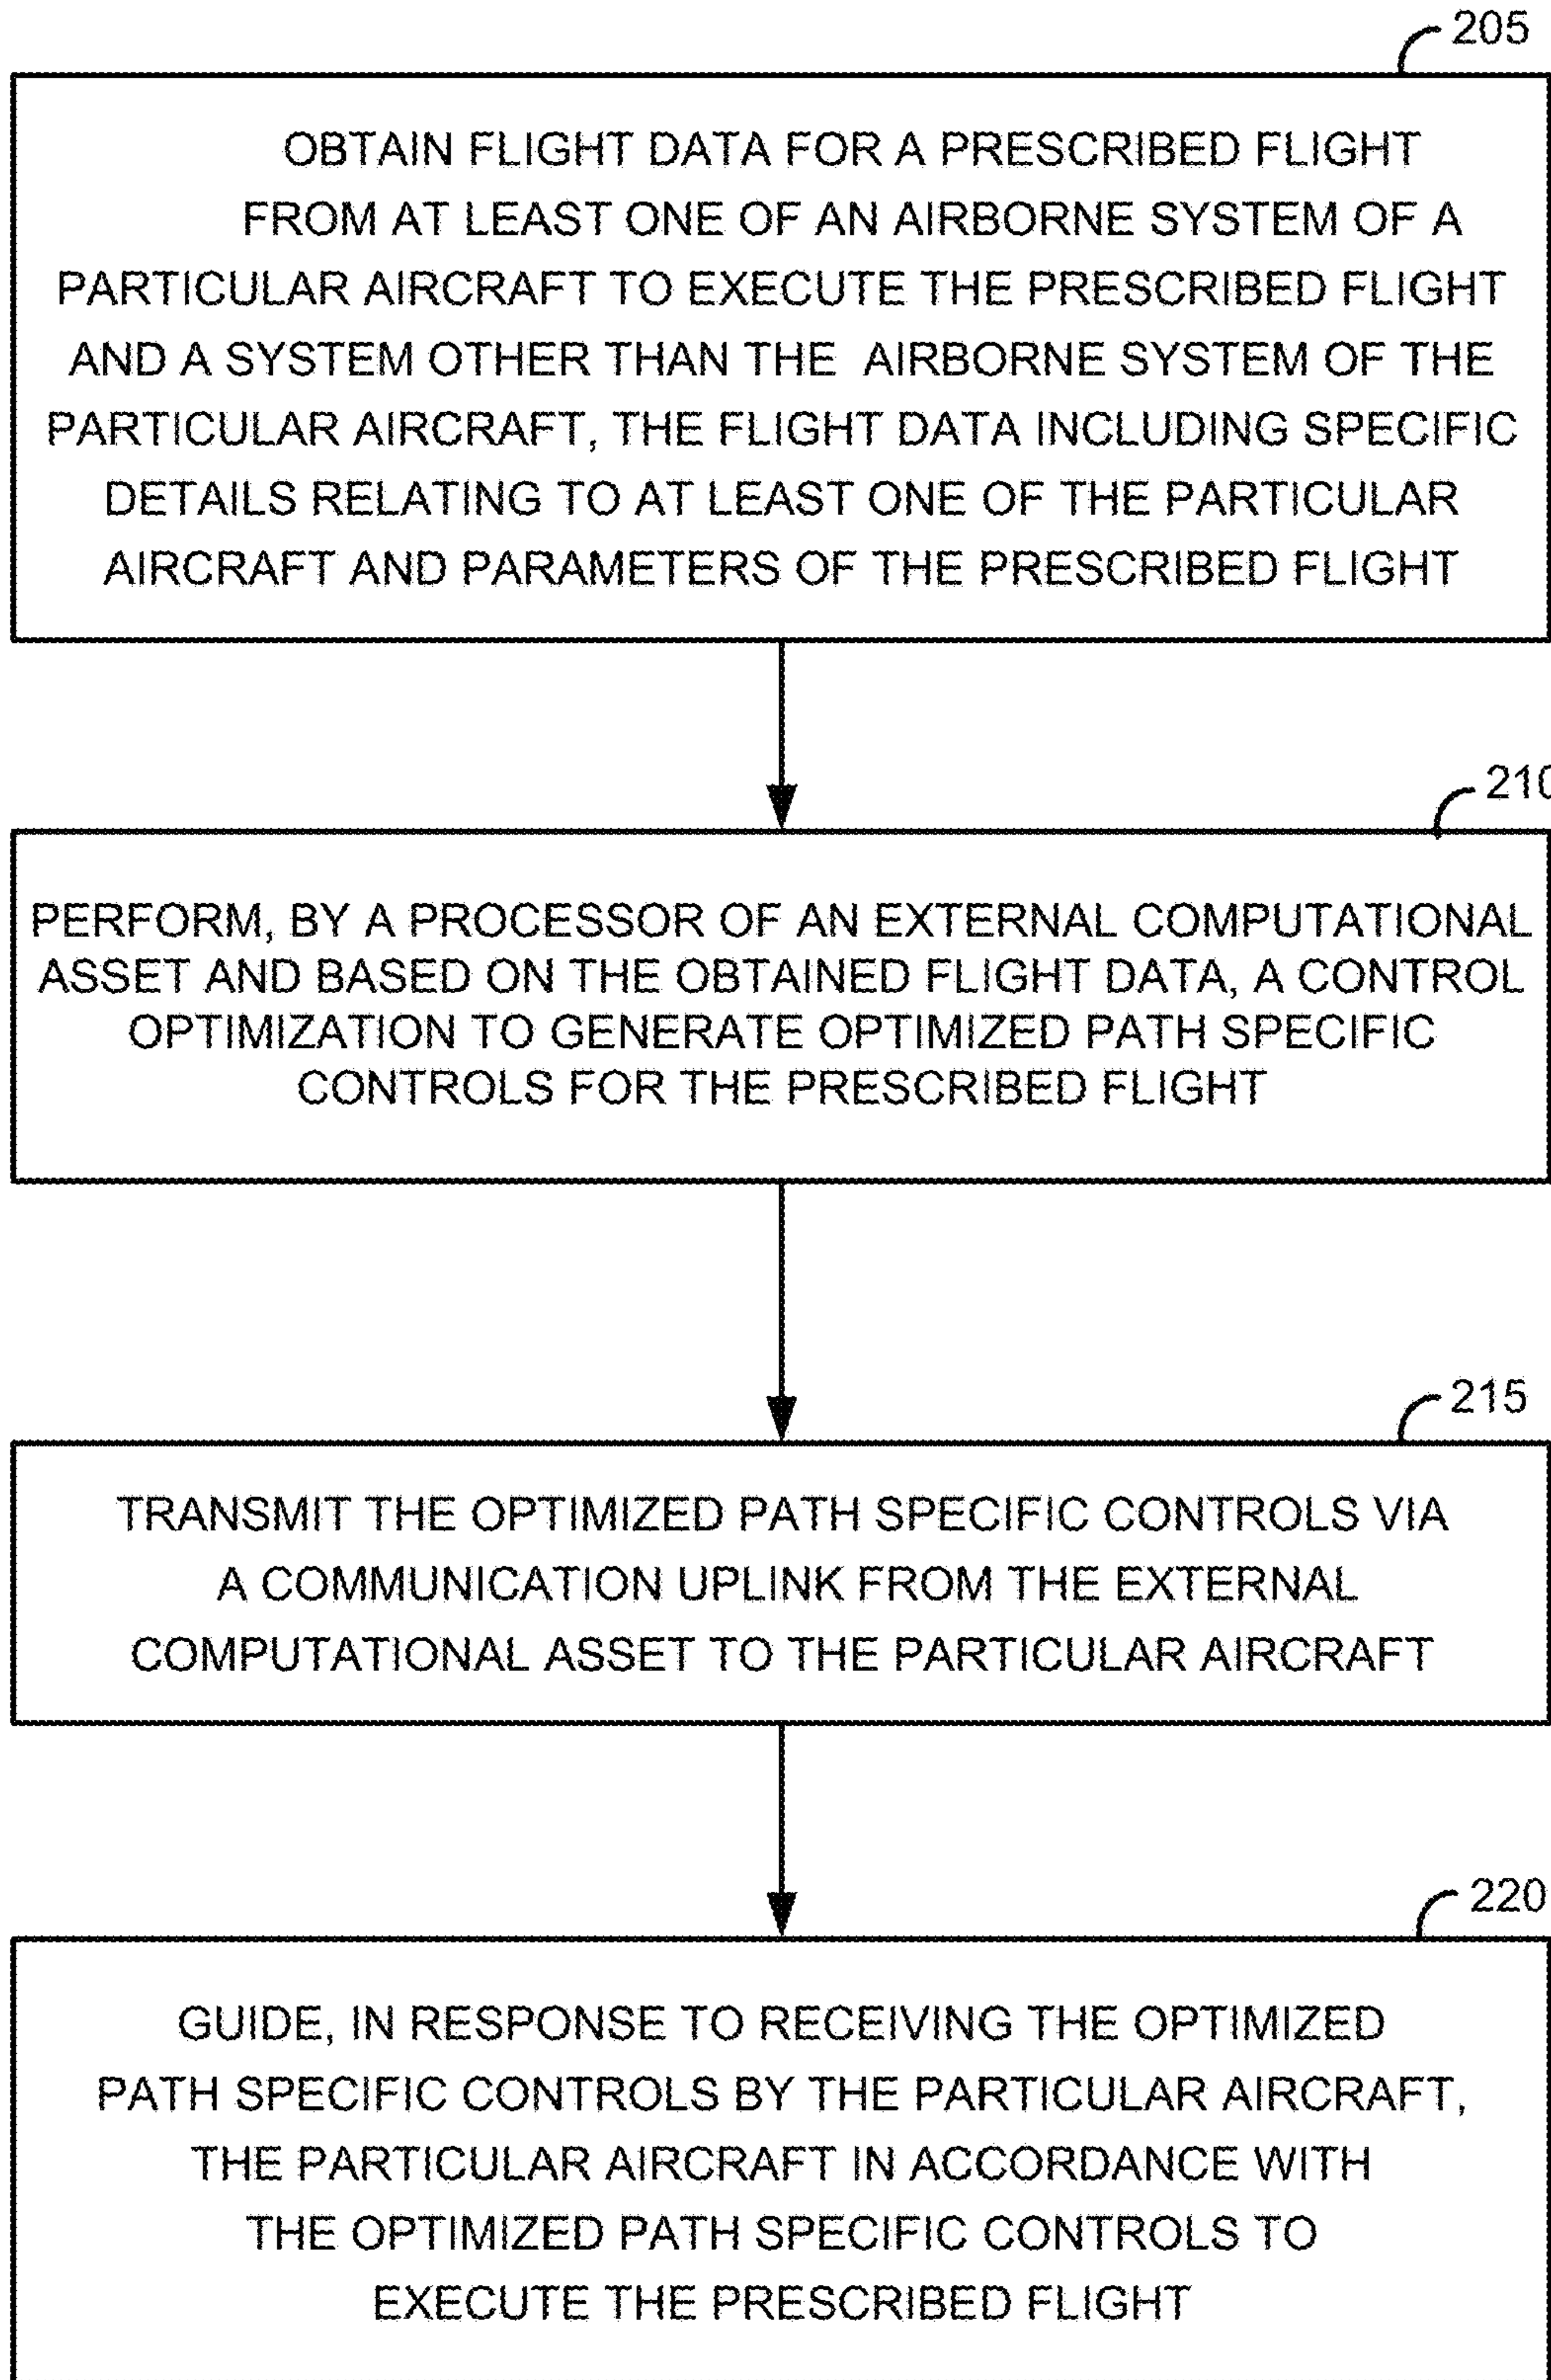 205
OBTAIN FLIGHT DATA FOR A PRESCRIBED FLIGHT
FROM AT LEAST ONE OF AN AIRBORNE SYSTEM OF A
PARTICULAR AIRCRAFT TO EXECUTE THE PRESCRIBED FLIGHT
AND A SYSTEM OTHER THAN THE AIRBORNE SYSTEM OF THE
PARTICULAR AIRCRAFT, THE FLIGHT DATA INCLUDING SPECIFIC
DETAILS RELATING TO AT LEAST ONE OF THE PARTICULAR
AIRCRAFT AND PARAMETERS OF THE PRESCRIBED FLIGHT
210
PERFORM, BY A PROCESSOR OF AN EXTERNAL COMPUTATIONAL
ASSET AND BASED ON THE OBTAINED FLIGHT DATA, A CONTROL
OPTIMIZATION TO GENERATE OPTIMIZED PATH SPECIFIC
CONTROLS FOR THE PRESCRIBED FLIGHT
215
TRANSMIT THE OPTIMIZED PATH SPECIFIC CONTROLS VIA
A COMMUNICATION UPLINK FROM THE EXTERNAL
COMPUTATIONAL ASSET TO THE PARTICULAR AIRCRAFT
220
GUIDE, IN RESPONSE TO RECEIVING THE OPTIMIZED
PATH SPECIFIC CONTROLS BY THE PARTICULAR AIRCRAFT,
THE PARTICULAR AIRCRAFT IN ACCORDANCE WITH
THE OPTIMIZED PATH SPECIFIC CONTROLS TO
EXECUTE THE PRESCRIBED FLIGHT